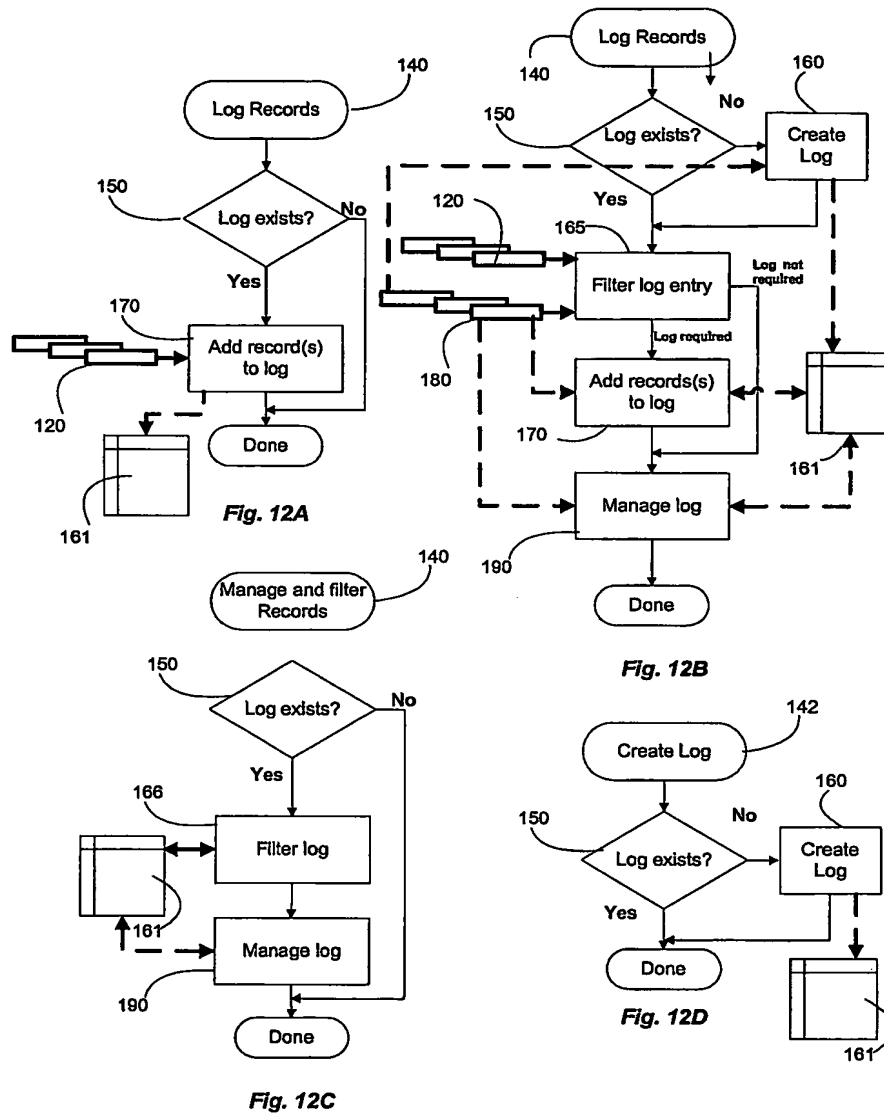 Log Records
140
150
Log exists?
No
Yes
170
Add record(s)
to log
120
Done
161
Fig. 12A
Log Records
140
No
160
150
Log exists?
Create
Log
Yes
120
165
Filter log entry
Log not
required
180
Log required
Add records(s)
to log
170
161
Manage log
190
Done
Fig. 12B
Manage and filter
Records
140
150
Log exists?
No
Yes
166
Filter log
161
Manage log
190
Done
Fig. 12C
Create Log
142
160
No
150
Log exists?
Create
Log
Yes
Done
161
Fig. 12D